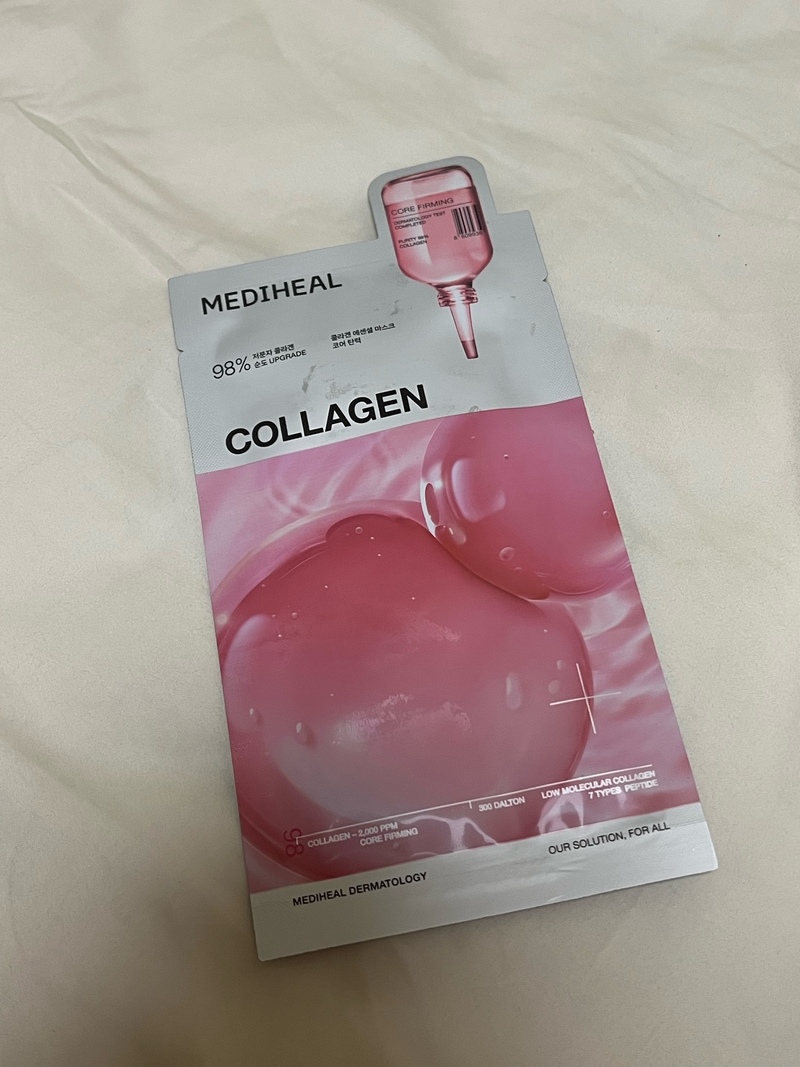 CORE FIRMING
DERMATOLOGY TEST
COMPLETED
PURITY 98%
COLLAGEN
MEDIHEAL
98% 저분자 콜라겐
순도 UPGRADE
콜라겐 에센셜 마스크
코어 탄력
COLLAGEN
98
COLLAGEN – 2,000 PPM
CORE FIRMING
300 DALTON
LOW MOLECULAR COLLAGEN
7 TYPES PEPTIDE
MEDIHEAL DERMATOLOGY
OUR SOLUTION, FOR ALL